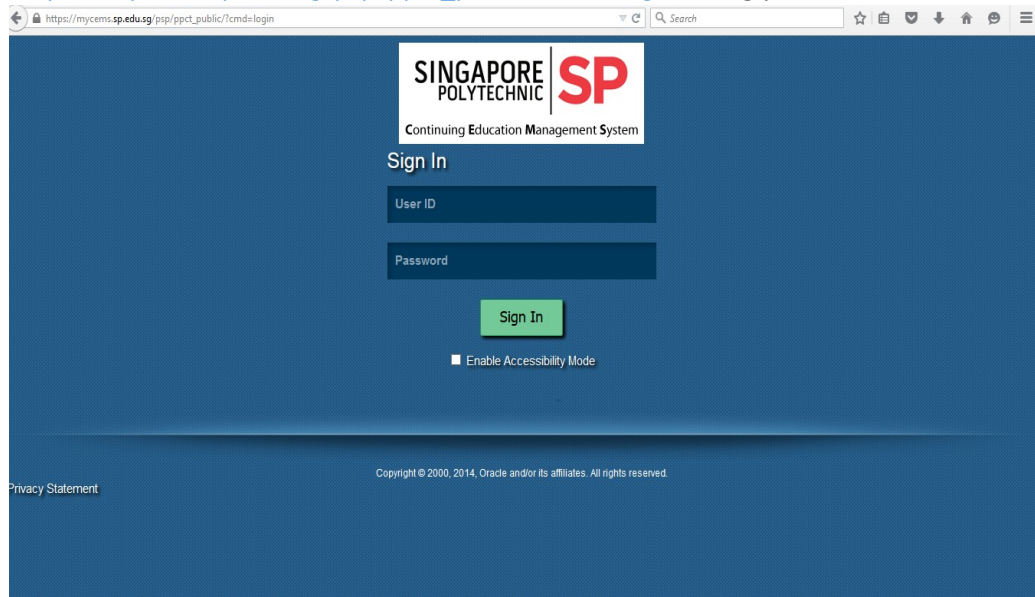 https://mycems.sp.edu.sg/psp/ppct_public/?cmd=login
Search
SINGAPORE
POLYTECHNIC
SP
Continuing Education Management System
Sign In
User ID
Password
Sign In
Enable Accessibility Mode
Copyright © 2000, 2014, Oracle and/or its affiliates. All rights reserved.
Privacy Statement